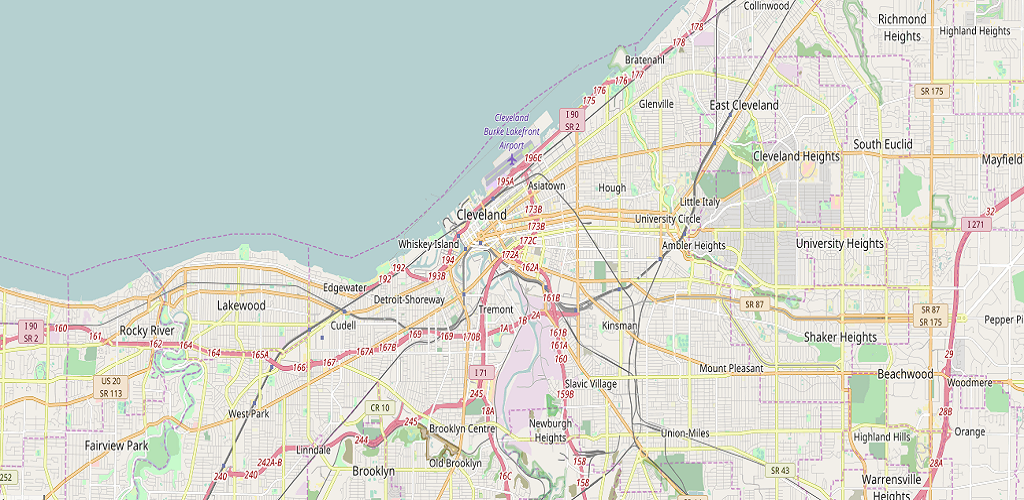 Collinwood
Richmond
Heights
Highland Heights
178
178
Bratenahl
177
176
176
175
SR 175
Glenville
East Cleveland
I 90
SR 2
Cleveland
Burke Lakefront
Airport
South Euclid
Cleveland Heights
Mayfield
196C
195A
Asiatown
Hough
Little Italy
32
173B
Cleveland
University Circle
I 271
173B
172C
Whiskey Island
Ambler Heights
University Heights
194
172A
162A
192
192
193B
Edgewater
Detroit-Shoreway
161B
Lakewood
SR 87
SR 87
SR 175
Tremont
2A
1B
1A
Cudell
Kinsman
Pepper Pi
I 90
SR 2
160
161
Rocky River
162
164
164
165A
166
167A
167B
169
169
170B
161B
161A
160
Shaker Heights
29
I 71
Mount Pleasant
Beachwood
Woodmere
US 20
SR 113
Slavic Village
159B
245
CR 10
West Park
18A
28B
245
Brooklyn Centre
Newburgh
Heights
Union-Miles
Highland Hills
Orange
Fairview Park
244
Linndale
242A-B
240
240
Old Brooklyn
Brooklyn
158
158
28A
SR 43
252
16C
Warrensville
Heights